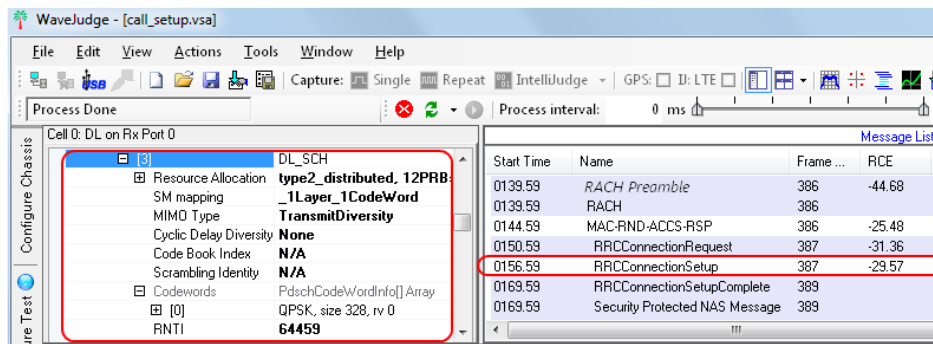 WaveJudge - [call_setup.vsa]
File Edit View Actions Tools Window Help
USB Capture: Single Repeat IntelliJudge GPS: D: LTE
Process Done Process interval: 0 ms
Cell 0: DL on Rx Port 0
Message List
Configure Chassis
[3] DL_SCH
Resource Allocation type2_distributed, 12PRB
SM mapping _1Layer_1CodeWord
MIMO Type TransmitDiversity
Cyclic Delay Diversity None
Code Book Index N/A
Scrambling Identity N/A
Codewords PdschCodeWordInfo[] Array
[0] QPSK, size 328, rv 0
RNTI 64459
Start Time Name Frame ... RCE
0139.59 RACH Preamble 386 -44.68
0139.59 RACH 386
0144.59 MAC-RND-ACCS-RSP 386 -25.48
0150.59 RRCConnectionRequest 387 -31.36
0156.59 RRCConnectionSetup 387 -29.57
0169.59 RRCConnectionSetupComplete 389
0169.59 Security Protected NAS Message 389
Test